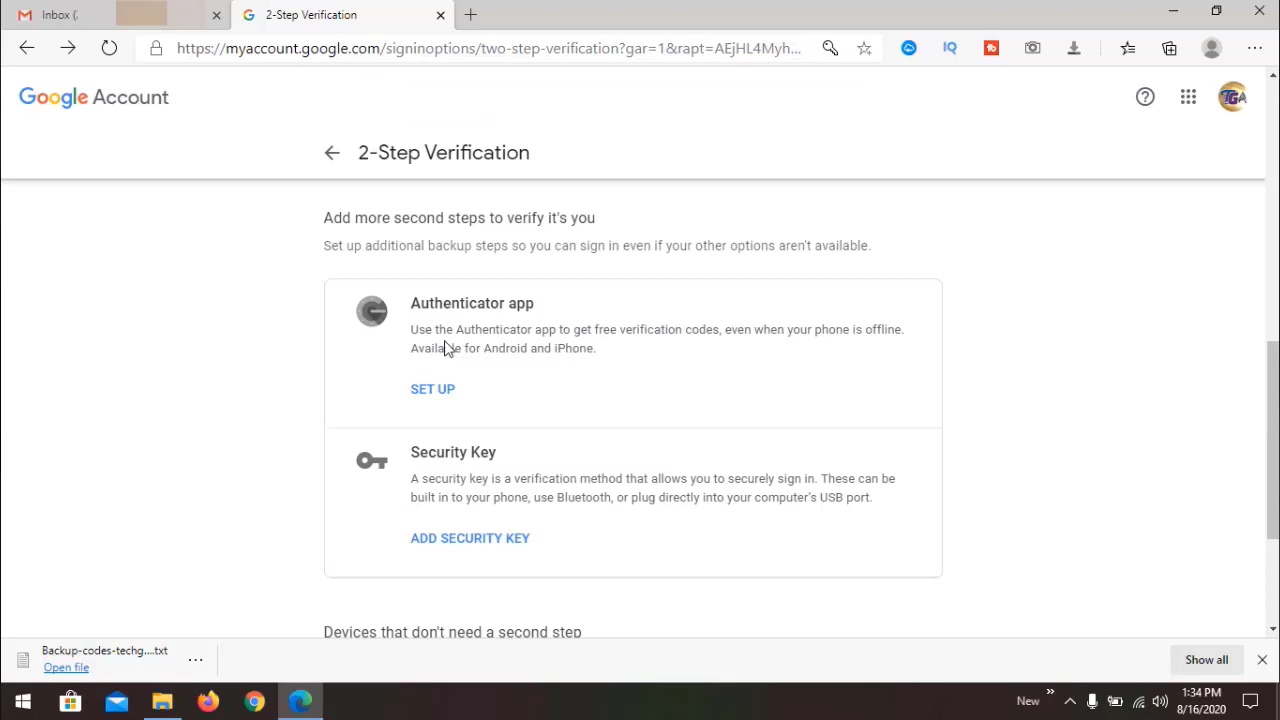 Inbox (
2-Step Verification
https://myaccount.google.com/signinoptions/two-step-verification?gar=1&rapt=AEjHL4Myh...
IQ
Google Account
TGA
2-Step Verification
Add more second steps to verify it's you
Set up additional backup steps so you can sign in even if your other options aren't available.
Authenticator app
Use the Authenticator app to get free verification codes, even when your phone is offline.
Available for Android and iPhone.
SET UP
Security Key
A security key is a verification method that allows you to securely sign in. These can be
built in to your phone, use Bluetooth, or plug directly into your computer's USB port.
ADD SECURITY KEY
Devices that don't need a second step
Backup-codes-techg....txt
Open file
Show all
New
1:34 PM
8/16/2020